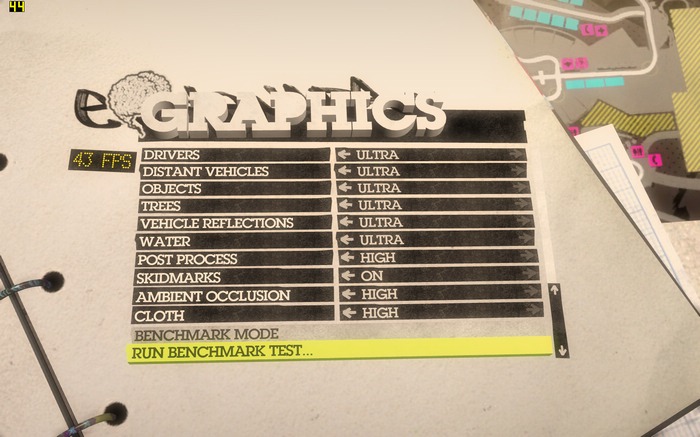 44
GRAPHICS
43 FPS
DRIVERS ULTRA
DISTANT VEHICLES ULTRA
OBJECTS ULTRA
TREES ULTRA
VEHICLE REFLECTIONS ULTRA
WATER ULTRA
POST PROCESS HIGH
SKIDMARKS ON
AMBIENT OCCLUSION HIGH
CLOTH HIGH
BENCHMARK MODE
RUN BENCHMARK TEST...